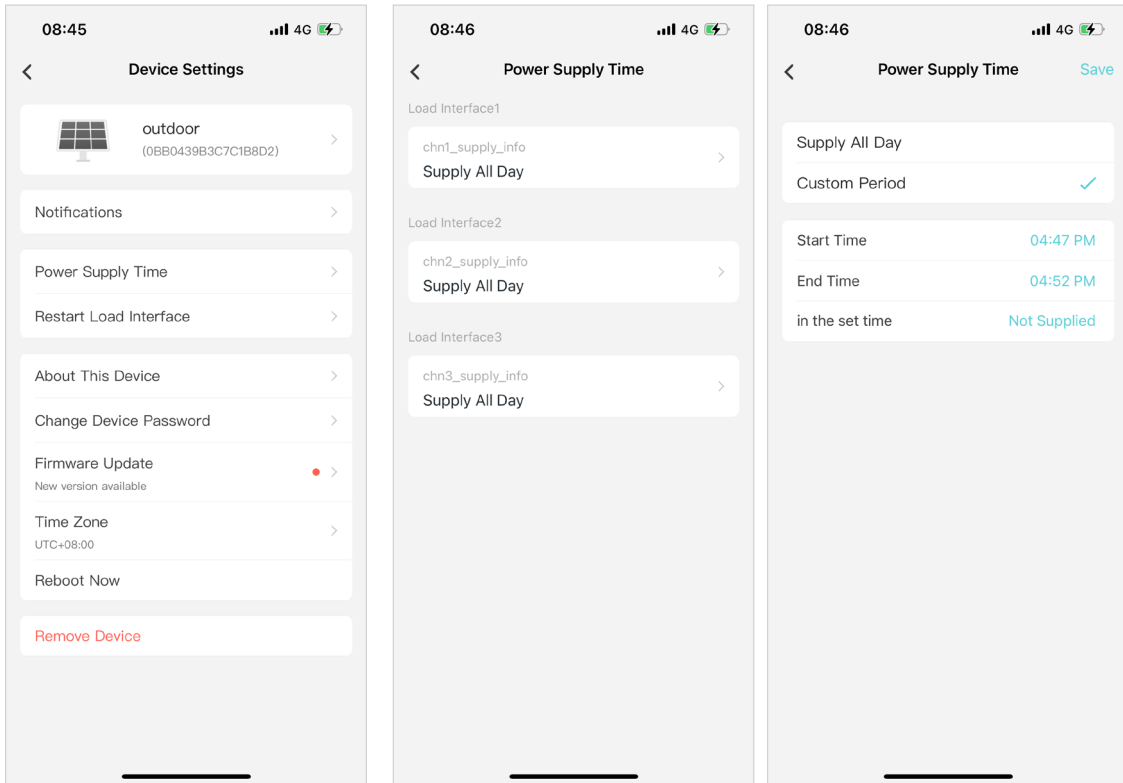 08:45
4G
Device Settings
outdoor
(0BB0439B3C7C1B8D2)
Notifications
Power Supply Time
Restart Load Interface
About This Device
Change Device Password
Firmware Update
New version available
Time Zone
UTC+08:00
Reboot Now
Remove Device
08:46
4G
Power Supply Time
Load Interface1
chn1_supply_info
Supply All Day
Load Interface2
chn2_supply_info
Supply All Day
Load Interface3
chn3_supply_info
Supply All Day
08:46
4G
Power Supply Time
Save
Supply All Day
Custom Period
Start Time
04:47 PM
End Time
04:52 PM
in the set time
Not Supplied